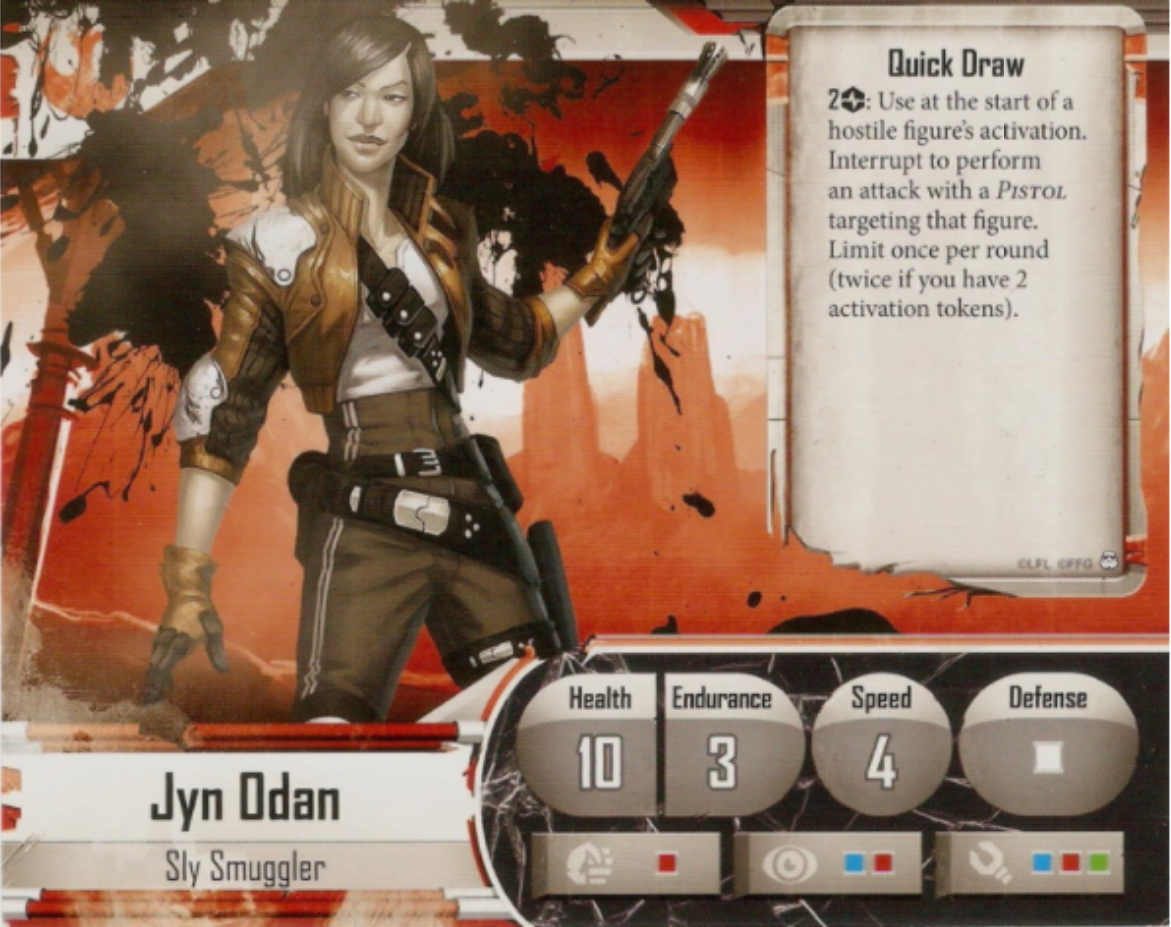 Quick Draw
2: Use at the start of a
hostile figure's activation.
Interrupt to perform
an attack with a PISTOL
targeting that figure.
Limit once per round
(twice if you have 2
activation tokens).
©LFL ©FFG
Health
Endurance
Speed
Defense
10
3
4
Jyn Odan
Sly Smuggler